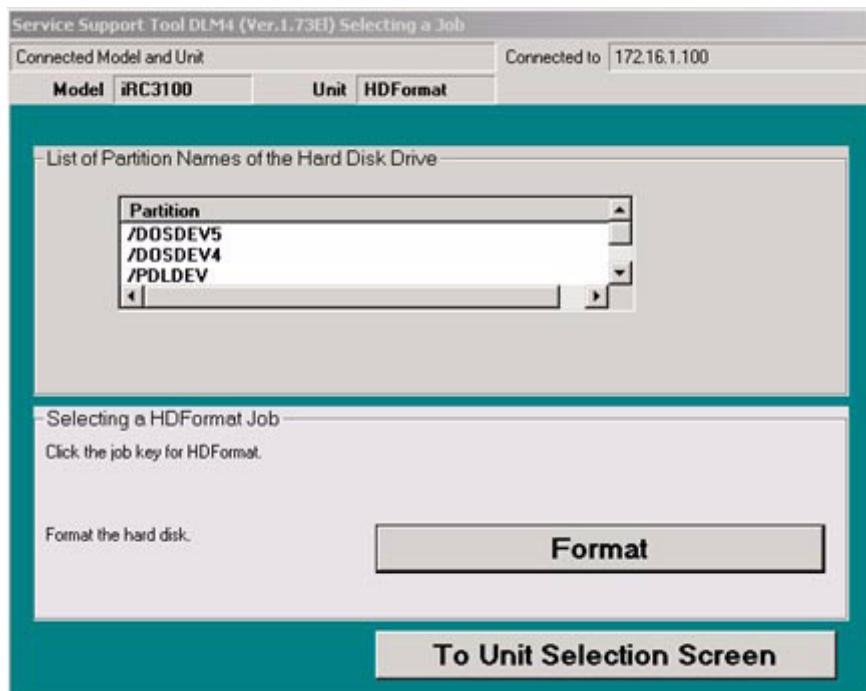 Service Support Tool DLM4 (Ver.1.73EI) Selecting a Job
Connected Model and Unit
Connected to 172.16.1.100
Model iRC3100 Unit HDFormat
List of Partition Names of the Hard Disk Drive
Partition
/DOSDEV5
/DOSDEV4
/PDLDEV
Selecting a HDFormat Job
Click the job key for HDFormat.
Format the hard disk.
Format
To Unit Selection Screen